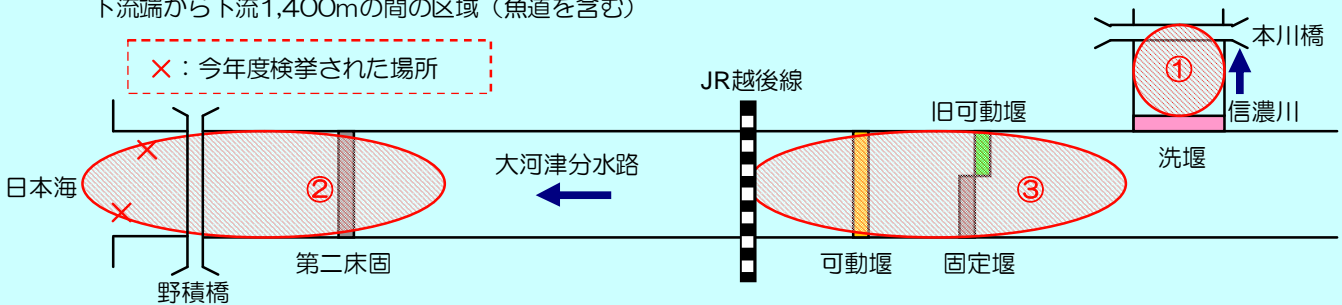 下流端から下流1,400mの間の区域（魚道を含む）
×：今年度検挙された場所
本川橋
①
JR越後線
旧可動堰
信濃川
洗堰
大河津分水路
日本海
②
③
第二床固
可動堰
固定堰
野積橋